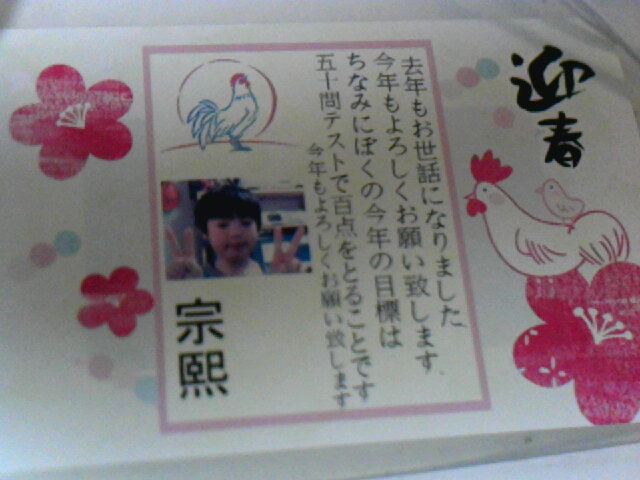 迎春
去年もお世話になりました
今年もよろしくお願い致します
ちなみにぼくの今年の目標は
五十問テストで百点をとることです
今年もよろしくお願い致します
宗熙